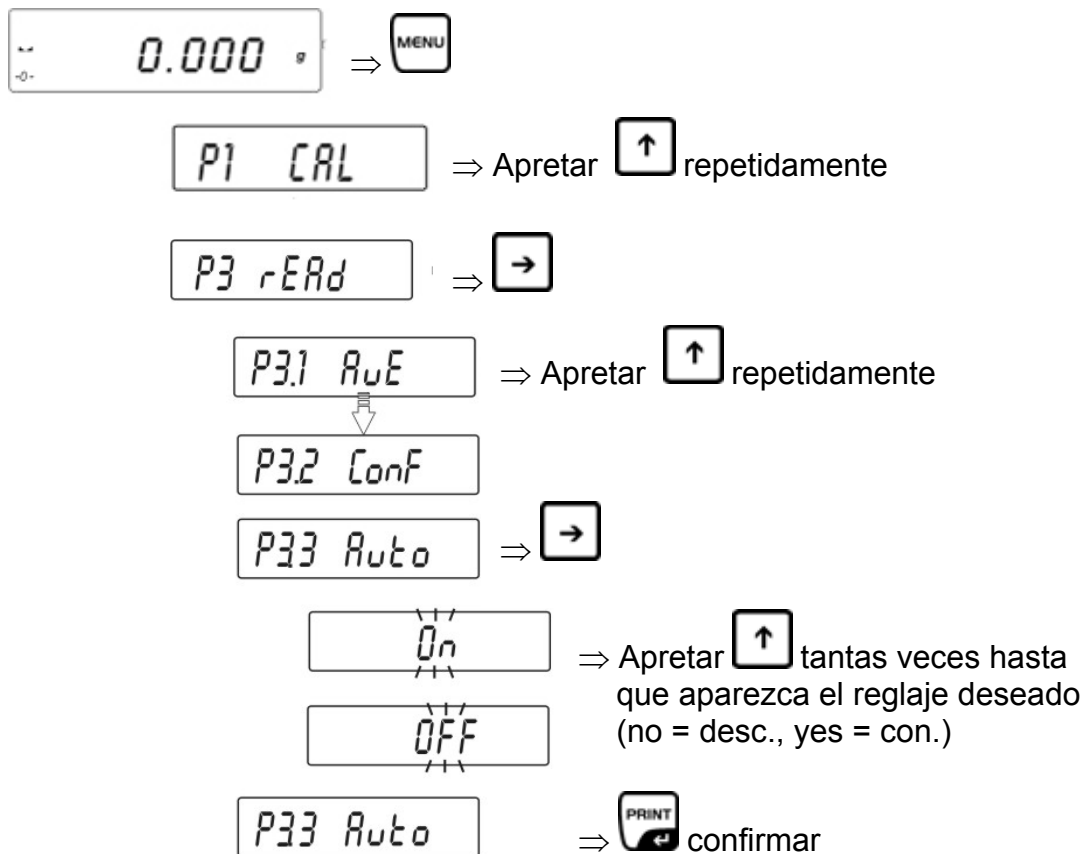 0.000 g ⇒ MENU
-0-
P1 CAL ⇒ Apretar ↑ repetidamente
P3 rEAd ⇒ →
P3.1 AvE ⇒ Apretar ↑ repetidamente
P3.2 ConF
P3.3 Auto ⇒ →
On ⇒ Apretar ↑ tantas veces hasta
que aparezca el reglaje deseado
OFF (no = desc., yes = con.)
P3.3 Auto ⇒ PRINT confirmar